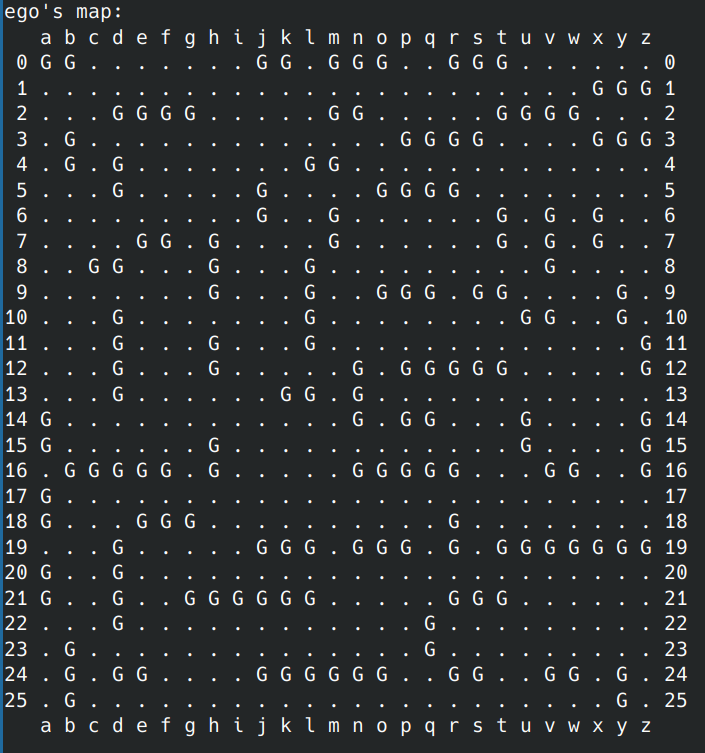 ego's map:
a b c d e f g h i j k l m n o p q r s t u v w x y z
0 G G . . . . . . . G G . G G G . . G G G . . . . . . 0
1 . . . . . . . . . . . . . . . . . . . . . . . G G G 1
2 . . . G G G G . . . . . G G . . . . . G G G G . . . 2
3 . G . . . . . . . . . . . . . G G G G . . . . G G G 3
4 . G . G . . . . . . . G G . . . . . . . . . . . . . 4
5 . . . G . . . . . G . . . . G G G G . . . . . . . . 5
6 . . . . . . . . . G . . G . . . . . . G . G . G . . 6
7 . . . . G G . G . . . . G . . . . . . G . G . G . . 7
8 . . G G . . . G . . . G . . . . . . . . . G . . . . 8
9 . . . . . . . G . . . G . . G G G . G G . . . . G . 9
10 . . . G . . . . . . . G . . . . . . . . G G . . G . 10
11 . . . G . . . G . . . G . . . . . . . . . . . . . G 11
12 . . . G . . . G . . . . . G . G G G G G . . . . . G 12
13 . . . G . . . . . . G G . G . . . . . . . . . . . . 13
14 G . . . . . . . . . . . . G . G G . . . G . . . . G 14
15 G . . . . . . G . . . . . . . . . . . . G . . . . G 15
16 . G G G G G . G . . . . . G G G G G . . . G G . . G 16
17 G . . . . . . . . . . . . . . . . . . . . . . . . . 17
18 G . . . G G G . . . . . . . . . . G . . . . . . . . 18
19 . . . G . . . . . G G G . G G G . G . G G G G G G G 19
20 G . . G . . . . . . . . . . . . . . . . . . . . . . 20
21 G . . G . . G G G G G G . . . . . G G G . . . . . . 21
22 . . . G . . . . . . . . . . . . G . . . . . . . . . 22
23 . G . . . . . . . . . . . . . . G . . . . . . . . . 23
24 . G . G G . . . . G G G G G G . . G G . . G G . G . 24
25 . G . . . . . . . . . . . . . . . . . . . . . . G . 25
a b c d e f g h i j k l m n o p q r s t u v w x y z